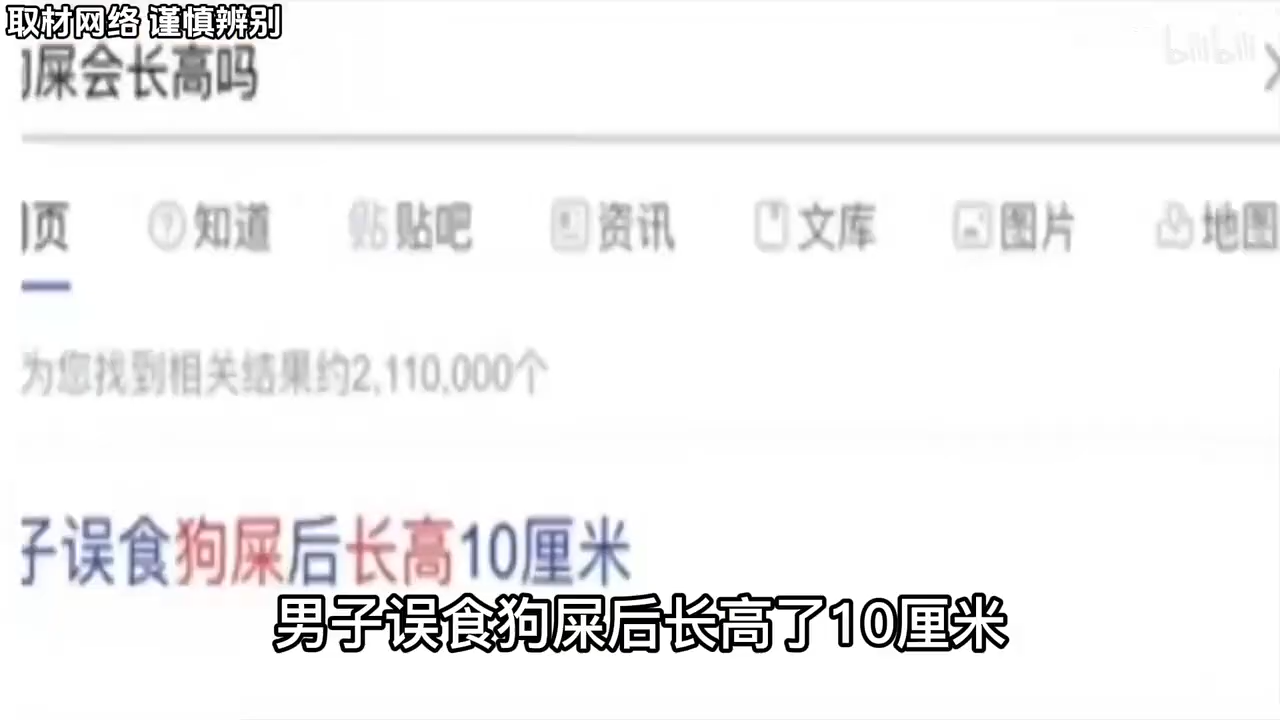 取材网络 谨慎辨别
bilibili
屎会长高吗
页
知道
贴吧
资讯
文库
图片
地图
为您找到相关结果约2,110,000个
子误食狗屎后长高10厘米
男子误食狗屎后长高了10厘米